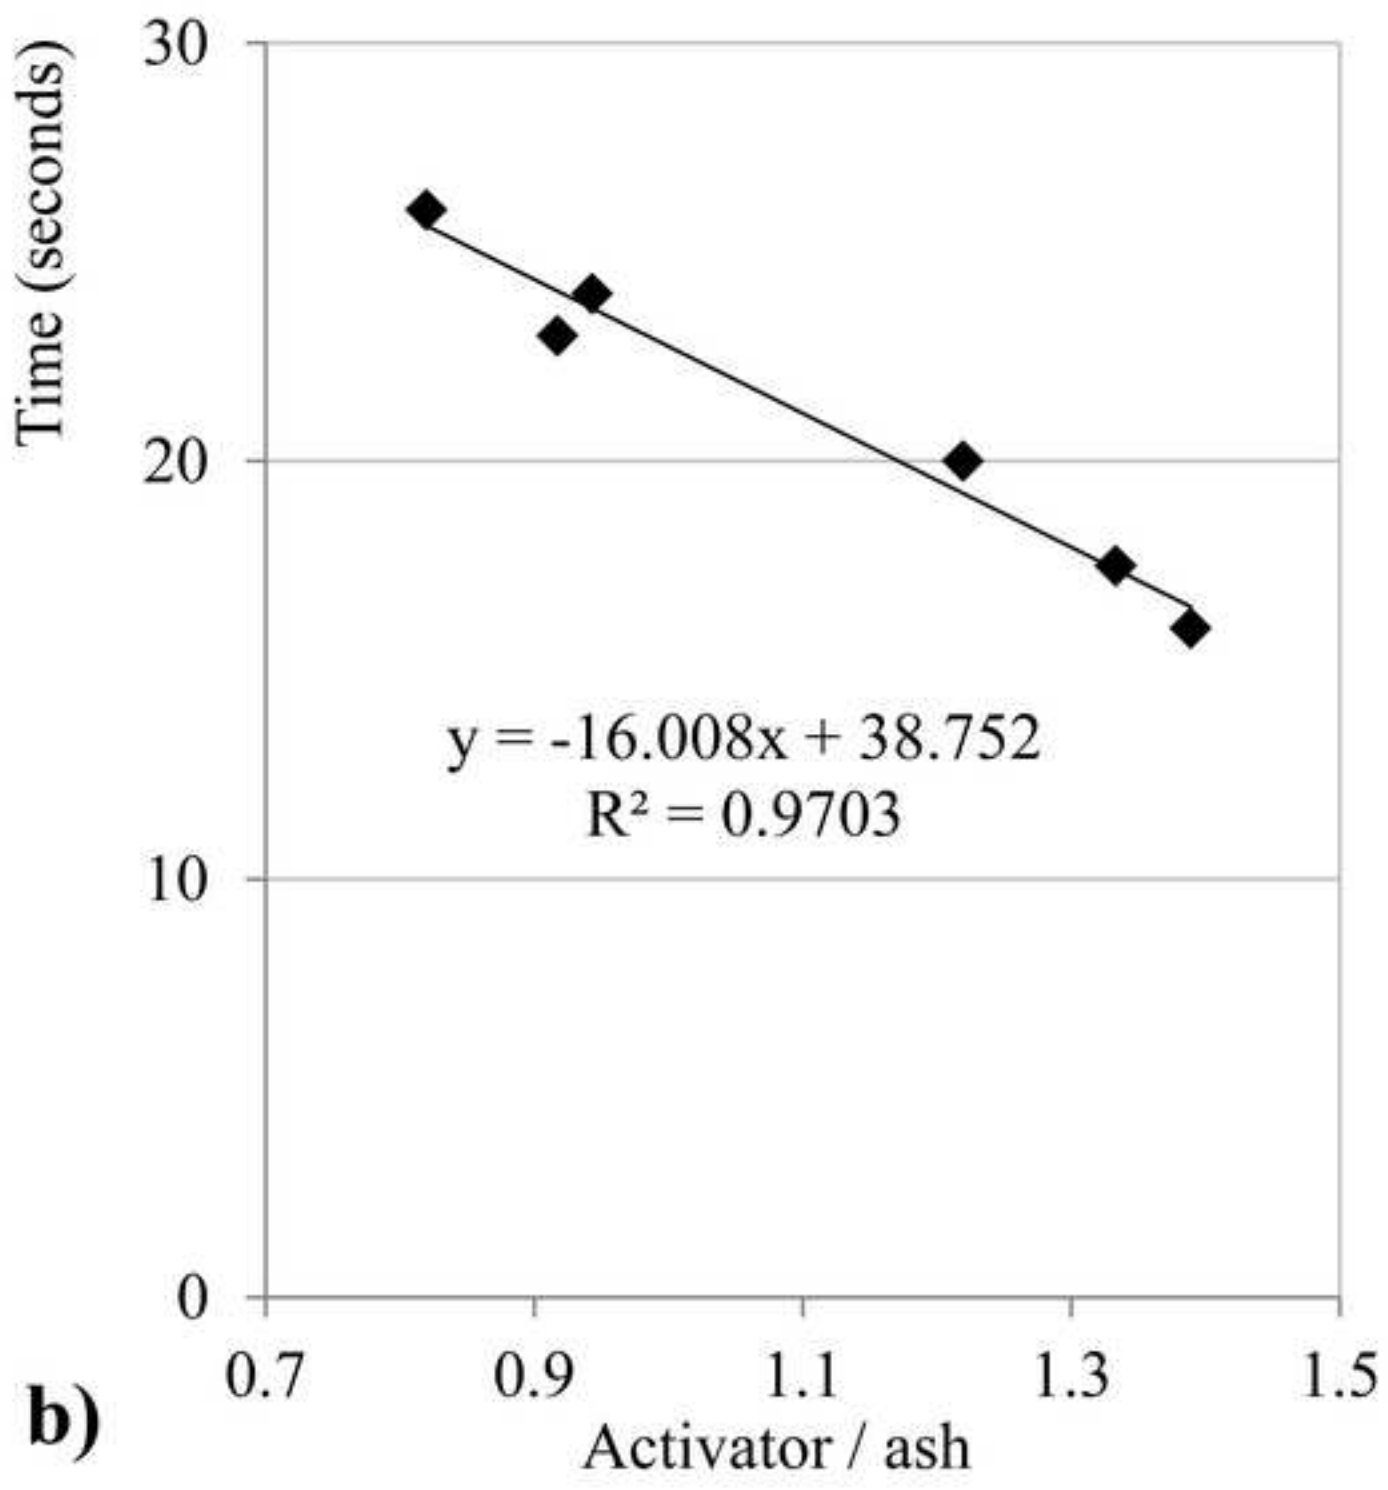 Time (seconds)
30
20
10
0
y = -16.008x + 38.752
R² = 0.9703
0.7 0.9 1.1 1.3 1.5
Activator / ash
b)